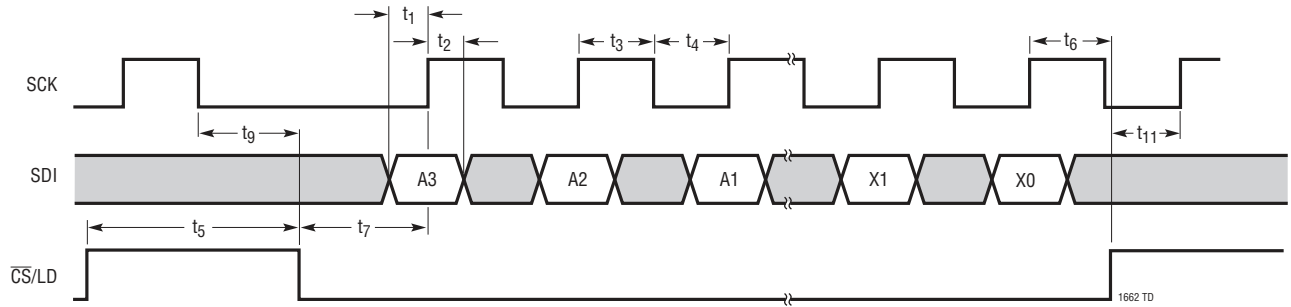 t1
t2
t3
t4
t6
SCK
t9
t11
SDI
A3
A2
A1
X1
X0
t5
t7
CS/LD
1662 TD